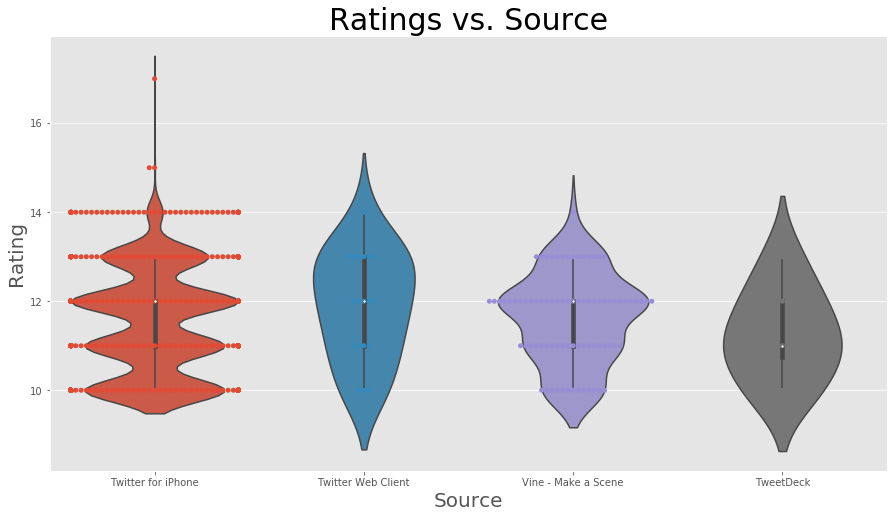 Ratings vs. Source
Rating
16
14
12
10
Twitter for iPhone
Twitter Web Client
Vine - Make a Scene
TweetDeck
Source